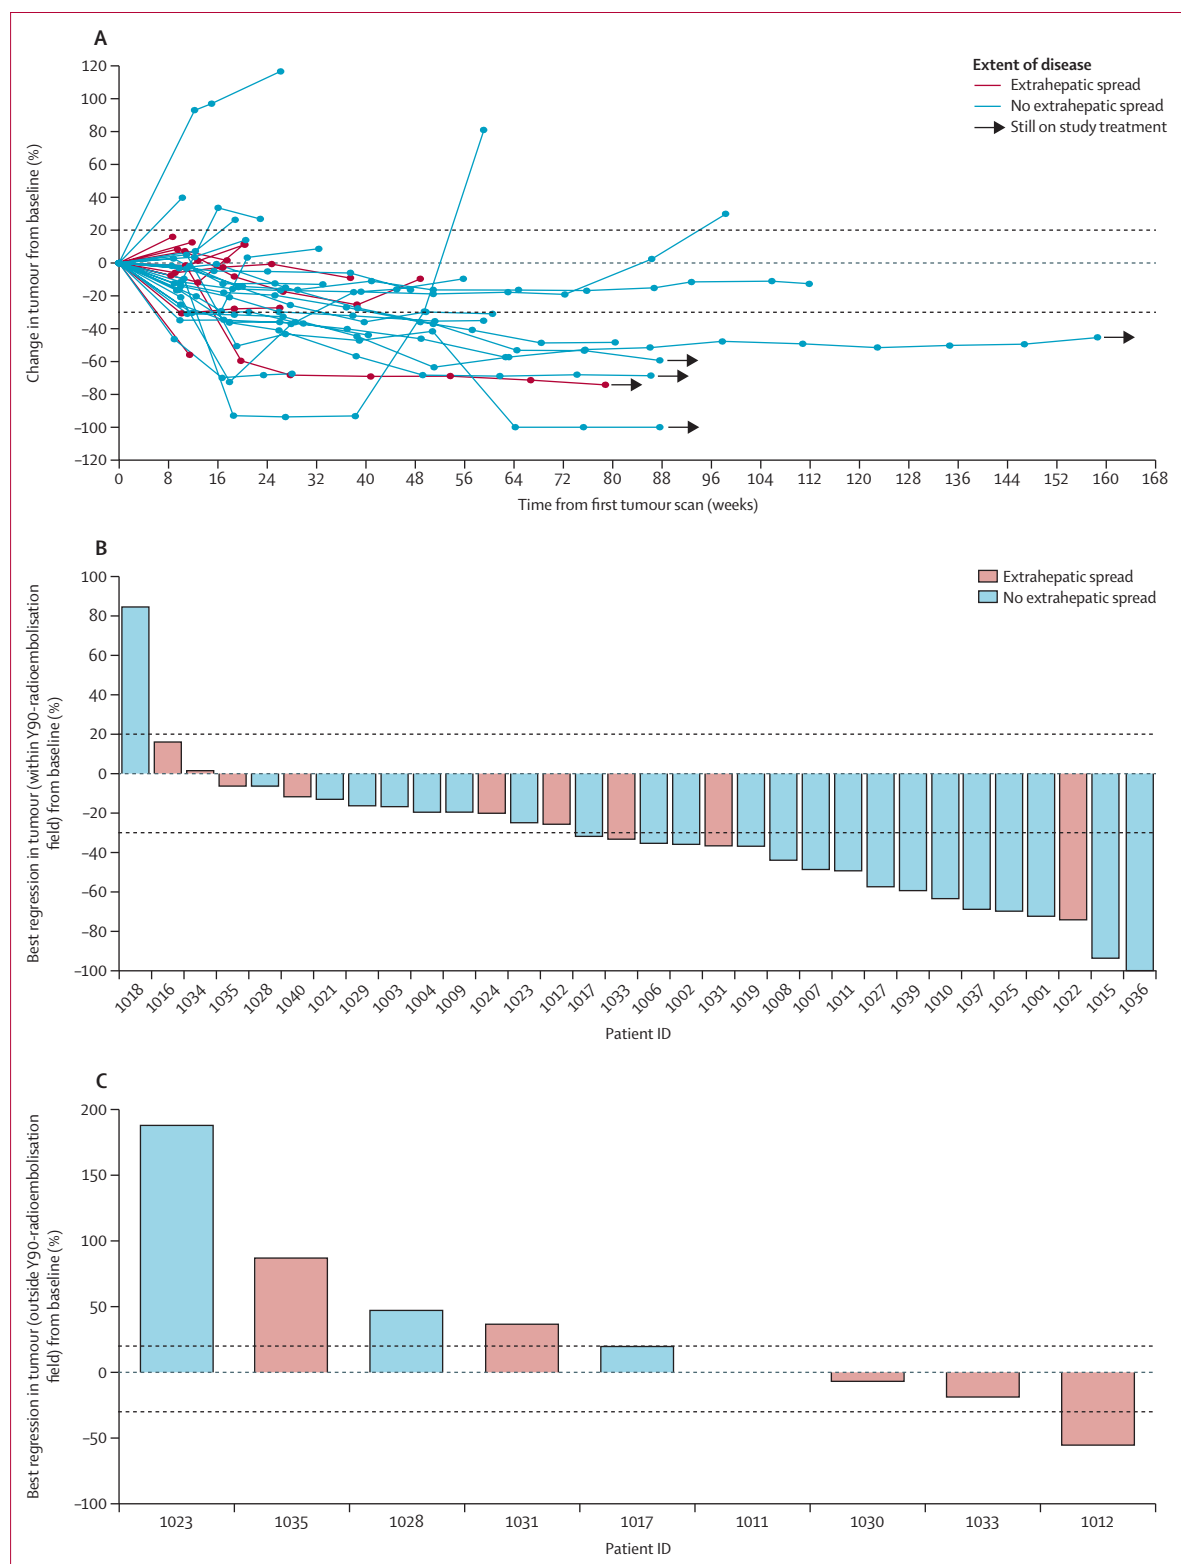 A
Extent of disease
Extrahepatic spread
No extrahepatic spread
Still on study treatment
Change in tumour from baseline (%)
120
100
80
60
40
20
0
–20
–30
–40
–60
–80
–100
–120
0 8 16 24 32 40 48 56 64 72 80 86 96 104 112 120 128 136 144 152 160 168
Time from first tumour scan (weeks)
B
Extrahepatic spread
No extrahepatic spread
Best regression in tumour (within Y90-radioembolisation
field) from baseline (%)
100
80
60
40
20
0
–20
–40
–60
–80
–100
1018 1016 1034 1035 1028 1040 1021 1029 1003 1004 1009 1024 1023 1012 1017 1033 1006 1002 1031 1019 1008 1007 1011 1027 1039 1010 1037 1025 1001 1022 1015 1036
Patient ID
C
Best regression in tumour (outside Y90-radioembolisation
field) from baseline (%)
200
150
100
50
0
–50
–100
1023 1035 1028 1031 1017 1011 1030 1033 1012
Patient ID